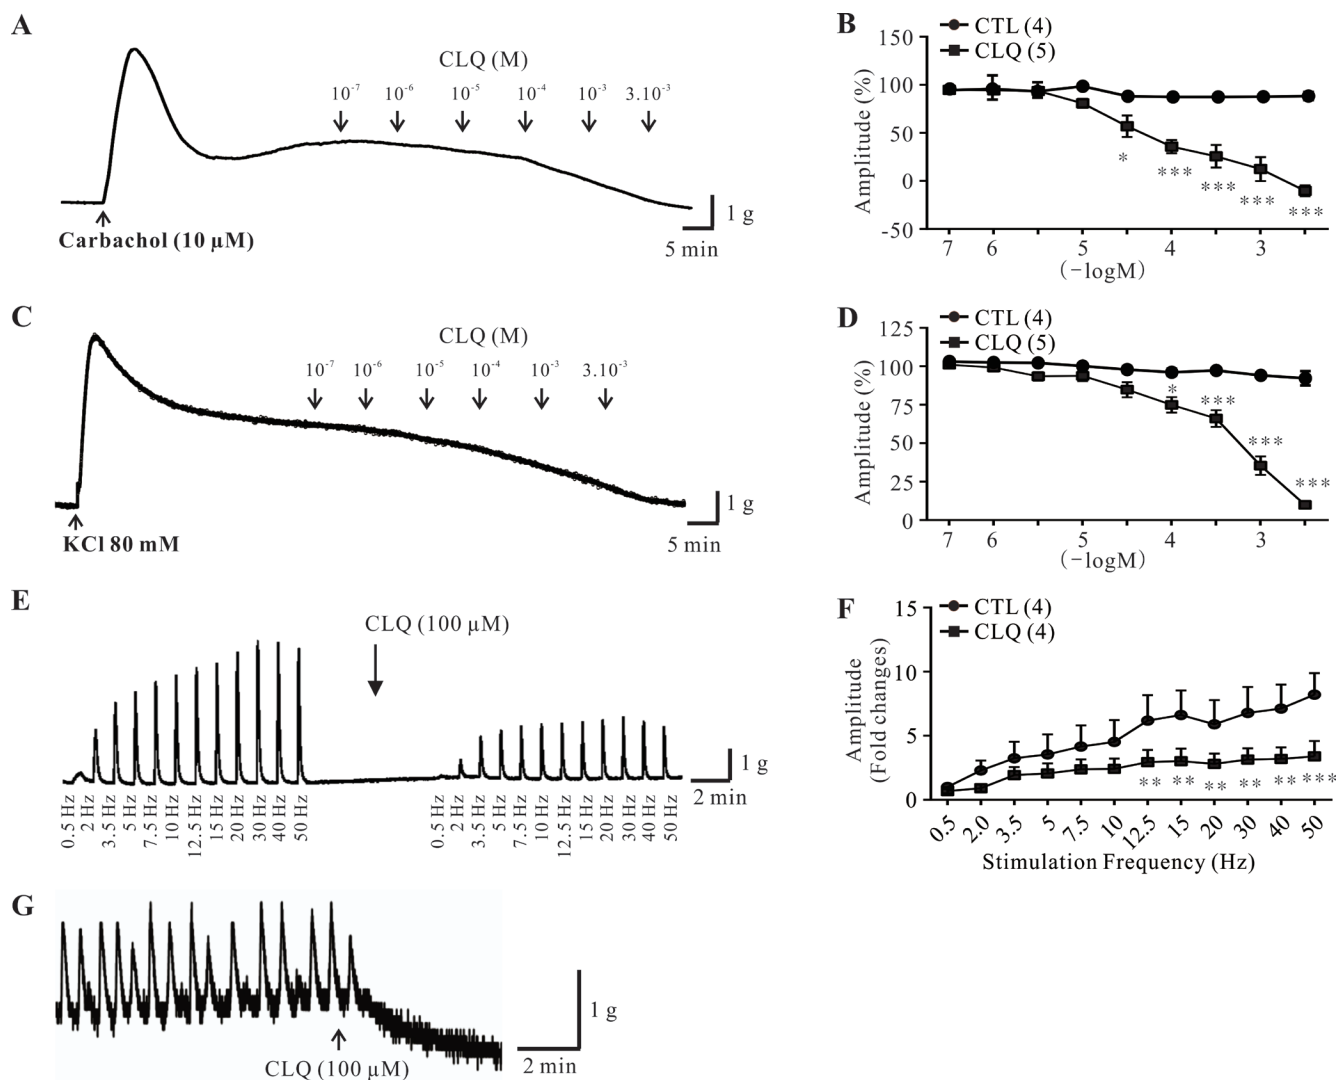 A
CLQ (M)
10-7 10-6 10-5 10-4 10-3 3.10-3
Carbachol (10 µM)
1 g
5 min
B
CTL (4)
CLQ (5)
Amplitude (%)
150
100
50
0
-50
7 6 5 4 3
(-logM)
C
CLQ (M)
10-7 10-6 10-5 10-4 10-3 3.10-3
KCl 80 mM
1 g
5 min
D
CTL (4)
CLQ (5)
Amplitude (%)
125
100
75
50
25
0
* *** *** ***
7 6 5 4 3
(-logM)
* *** *** *** ***
E
CLQ (100 µM)
1 g
2 min
0.5 Hz 2 Hz 3.5 Hz 5 Hz 7.5 Hz 10 Hz 12.5 Hz 15 Hz 20 Hz 30 Hz 40 Hz 50 Hz
0.5 Hz 2 Hz 3.5 Hz 5 Hz 7.5 Hz 10 Hz 12.5 Hz 15 Hz 20 Hz 30 Hz 40 Hz 50 Hz
F
CTL (4)
CLQ (4)
Amplitude
(Fold changes)
15
10
5
0
** ** ** ** ** ***
0.5 2.0 3.5 5 7.5 10 12.5 15 20 30 40 50
Stimulation Frequency (Hz)
G
CLQ (100 µM)
1 g
2 min